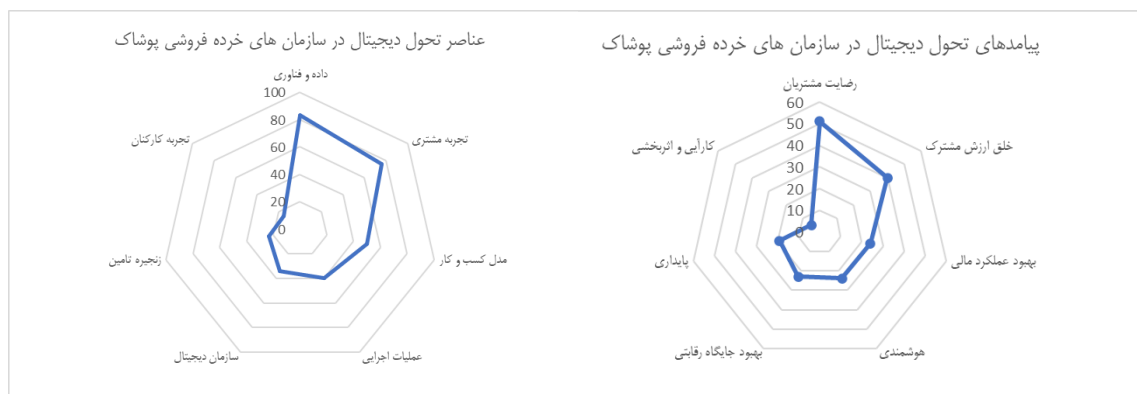 پیامدهای تحول دیجیتال در سازمان های خرده فروشی پوشاک
رضایت مشتریان
خلق ارزش مشترک
بهبود عملکرد مالی
هوشمندی
بهبود جایگاه رقابتی
پایداری
کارآیی و اثربخشی
60
50
40
30
20
10
0
عناصر تحول دیجیتال در سازمان های خرده فروشی پوشاک
داده و فناوری
تجربه مشتری
مدل کسب و کار
عملیات اجرایی
سازمان دیجیتال
زنجیره تامین
تجربه کارکنان
100
80
60
40
20
0